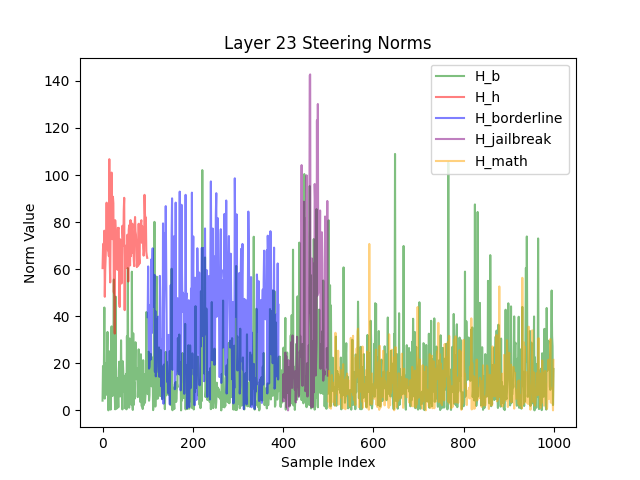 Layer 23 Steering Norms
H_b
H_h
H_borderline
H_jailbreak
H_math
Norm Value
140
120
100
80
60
40
20
0
0 200 400 600 800 1000
Sample Index